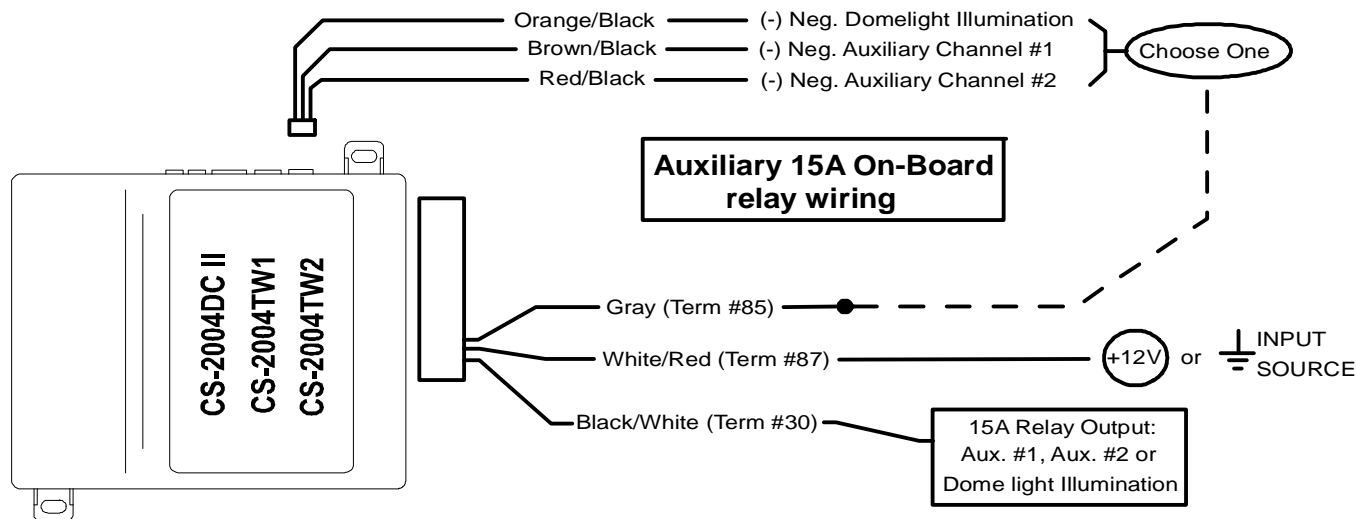 Orange/Black (-) Neg. Domelight Illumination
Brown/Black (-) Neg. Auxiliary Channel #1
Red/Black (-) Neg. Auxiliary Channel #2
Choose One
Auxiliary 15A On-Board
relay wiring
CS-2004DC II
CS-2004TW1
CS-2004TW2
Gray (Term #85)
White/Red (Term #87)
+12V or INPUT
SOURCE
Black/White (Term #30)
15A Relay Output:
Aux. #1, Aux. #2 or
Dome light Illumination